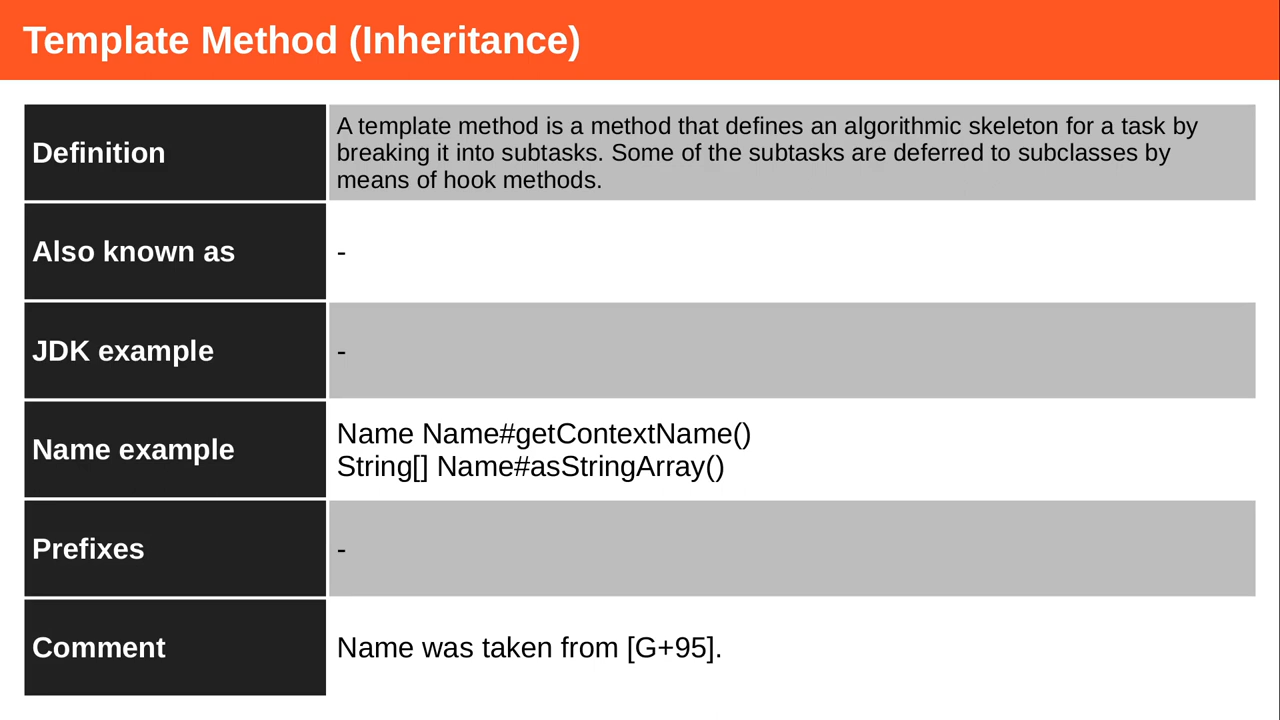 Template Method (Inheritance)
Definition
A template method is a method that defines an algorithmic skeleton for a task by
breaking it into subtasks. Some of the subtasks are deferred to subclasses by
means of hook methods.
Also known as
-
JDK example
-
Name example
Name Name#getContextName()
String[] Name#asStringArray()
Prefixes
-
Comment
Name was taken from [G+95].